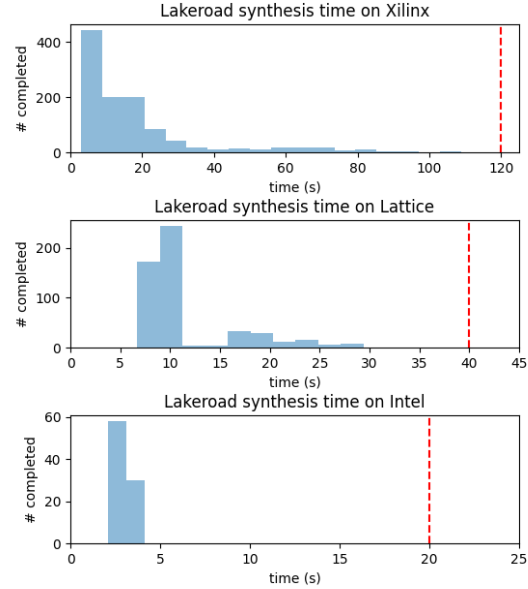 Lakeroad synthesis time on Xilinx
# completed
400
200
0
0 20 40 60 80 100 120
time (s)
Lakeroad synthesis time on Lattice
# completed
200
100
0
0 5 10 15 20 25 30 35 40 45
time (s)
Lakeroad synthesis time on Intel
# completed
60
40
20
0
0 5 10 15 20 25
time (s)